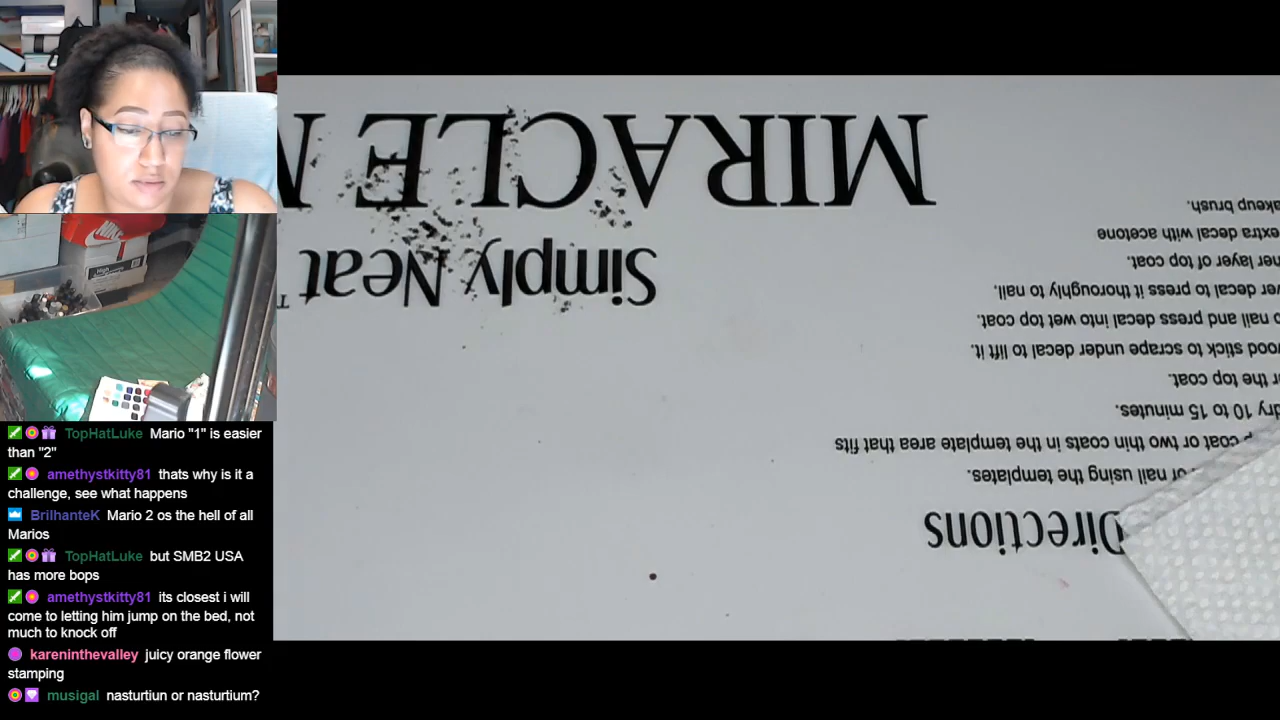 TopHatLuke Mario "1" is easier
than "2"
amethystkitty81 thats why is it a
challenge, see what happens
BrilhanteK Mario 2 os the hell of all
Marios
TopHatLuke but SMB2 USA
has more bops
amethystkitty81 its closest i will
come to letting him jump on the bed, not
much to knock off
kareninthevalley juicy orange flower
stamping
musigal nasturtiun or nasturtium?
Directions
or nail using the templates.
coat or two thin coats in the template area that fits
dry 10 to 15 minutes.
the top coat.
stick to scrape under decal to lift it.
nail and press decal into wet top coat.
decal to press it thoroughly to nail.
layer of top coat.
extra decal with acetone
brush.
Simply Neat™
MIRACLE